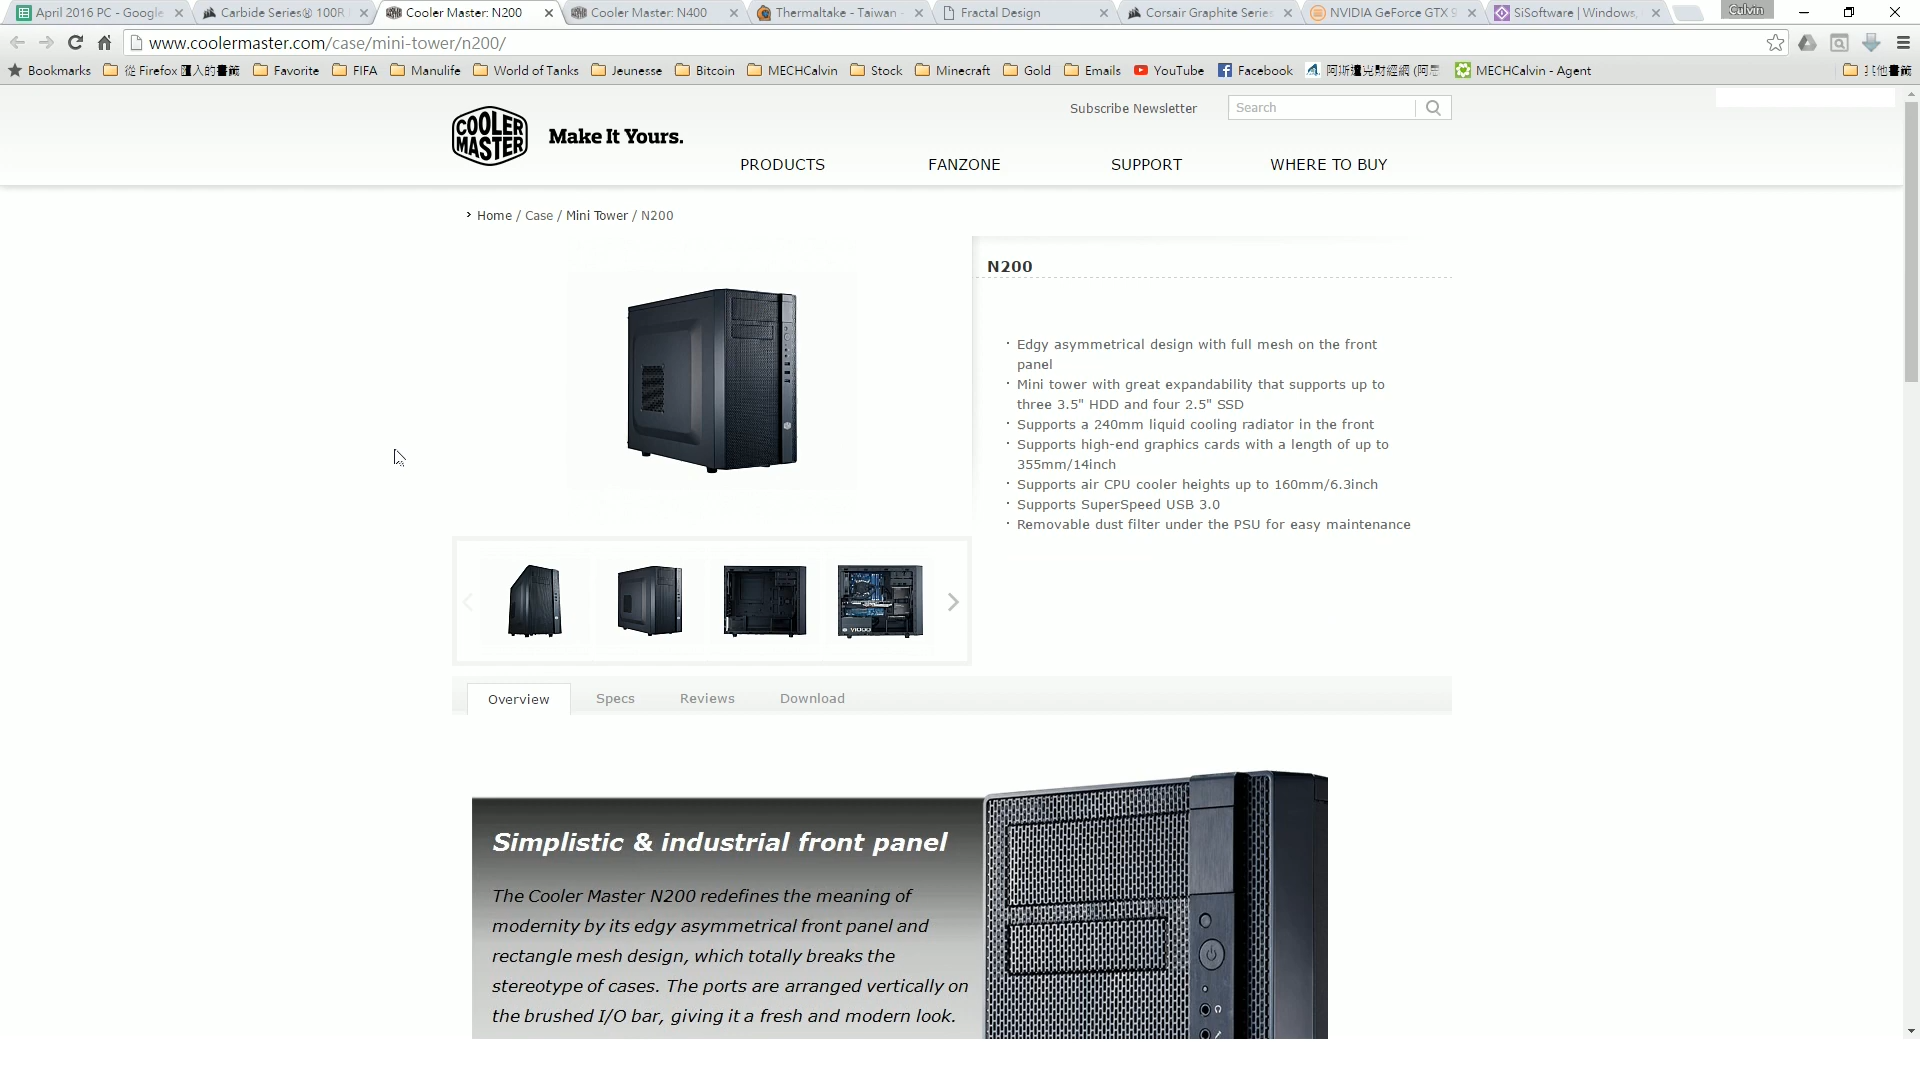 April 2016 PC - Google
Carbide Series® 100R
Cooler Master: N200
Cooler Master: N400
Thermaltake - Taiwan -
Fractal Design
Corsair Graphite Series
NVIDIA GeForce GTX 9
SiSoftware | Windows,
Culvin
www.coolermaster.com/case/mini-tower/n200/
Bookmarks
從 Firefox 匯入的書籤
Favorite
FIFA
Manulife
World of Tanks
Jeunesse
Bitcoin
MECHCalvin
Stock
Minecraft
Gold
Emails
YouTube
Facebook
MECHCalvin - Agent
其他書籤
Subscribe Newsletter
Search
COOLER
MASTER
Make It Yours.
PRODUCTS
FANZONE
SUPPORT
WHERE TO BUY
Home / Case / Mini Tower / N200
N200
· Edgy asymmetrical design with full mesh on the front
panel
· Mini tower with great expandability that supports up to
three 3.5" HDD and four 2.5" SSD
· Supports a 240mm liquid cooling radiator in the front
· Supports high-end graphics cards with a length of up to
355mm/14inch
· Supports air CPU cooler heights up to 160mm/6.3inch
· Supports SuperSpeed USB 3.0
· Removable dust filter under the PSU for easy maintenance
V1000
Overview
Specs
Reviews
Download
Simplistic & industrial front panel
The Cooler Master N200 redefines the meaning of
modernity by its edgy asymmetrical front panel and
rectangle mesh design, which totally breaks the
stereotype of cases. The ports are arranged vertically on
the brushed I/O bar, giving it a fresh and modern look.